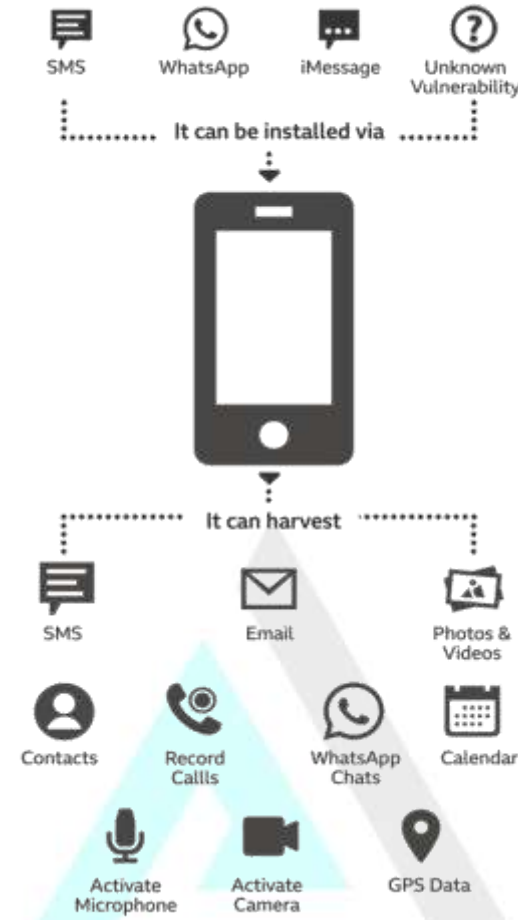 SMS
WhatsApp
iMessage
Unknown
Vulnerability
It can be installed via
It can harvest
SMS
Email
Photos &
Videos
Contacts
Record
Callls
WhatsApp
Chats
Calendar
Activate
Microphone
Activate
Camera
GPS Data